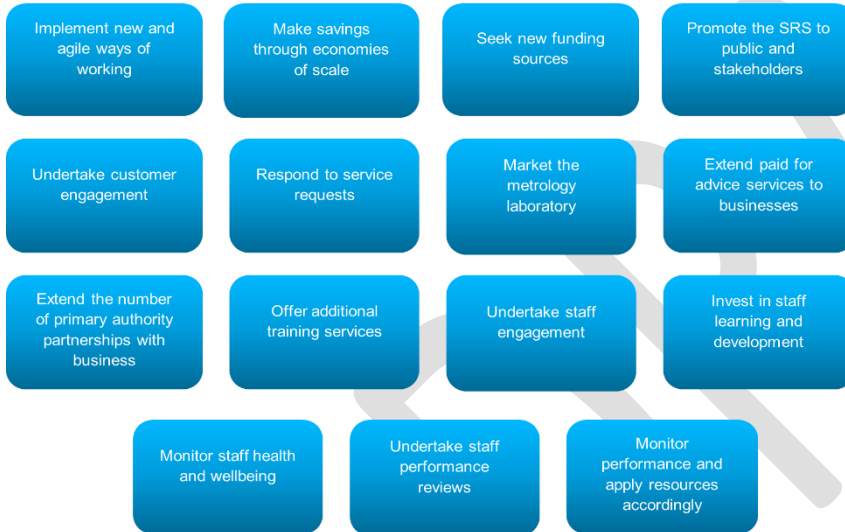 Implement new and
agile ways of
working
Make savings
through economies
of scale
Seek new funding
sources
Promote the SRS to
public and
stakeholders
Undertake customer
engagement
Respond to service
requests
Market the
metrology
laboratory
Extend paid for
advice services to
businesses
Extend the number
of primary authority
partnerships with
business
Offer additional
training services
Undertake staff
engagement
Invest in staff
learning and
development
Monitor staff health
and wellbeing
Undertake staff
performance
reviews
Monitor
performance and
apply resources
accordingly